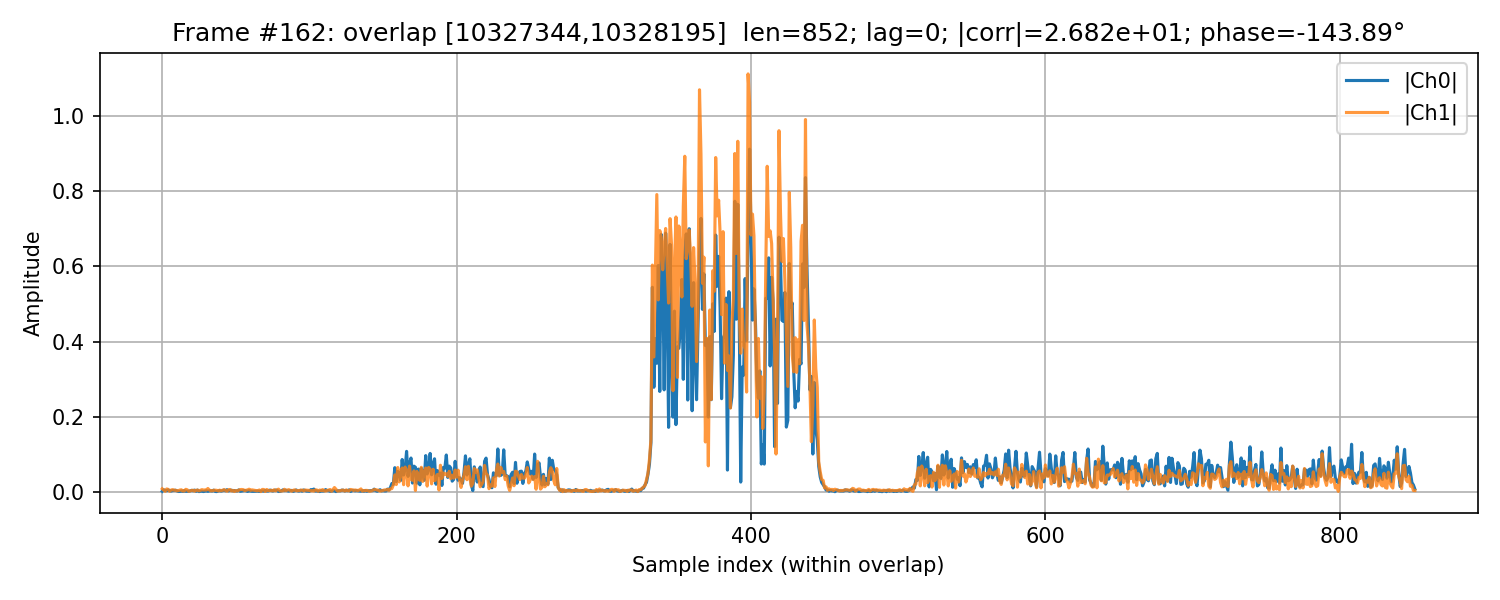 Frame #162: overlap [10327344,10328195]  len=852; lag=0; |corr|=2.682e+01; phase=-143.89°
|Ch0|
|Ch1|
Amplitude
1.0
0.8
0.6
0.4
0.2
0.0
0 200 400 600 800
Sample index (within overlap)